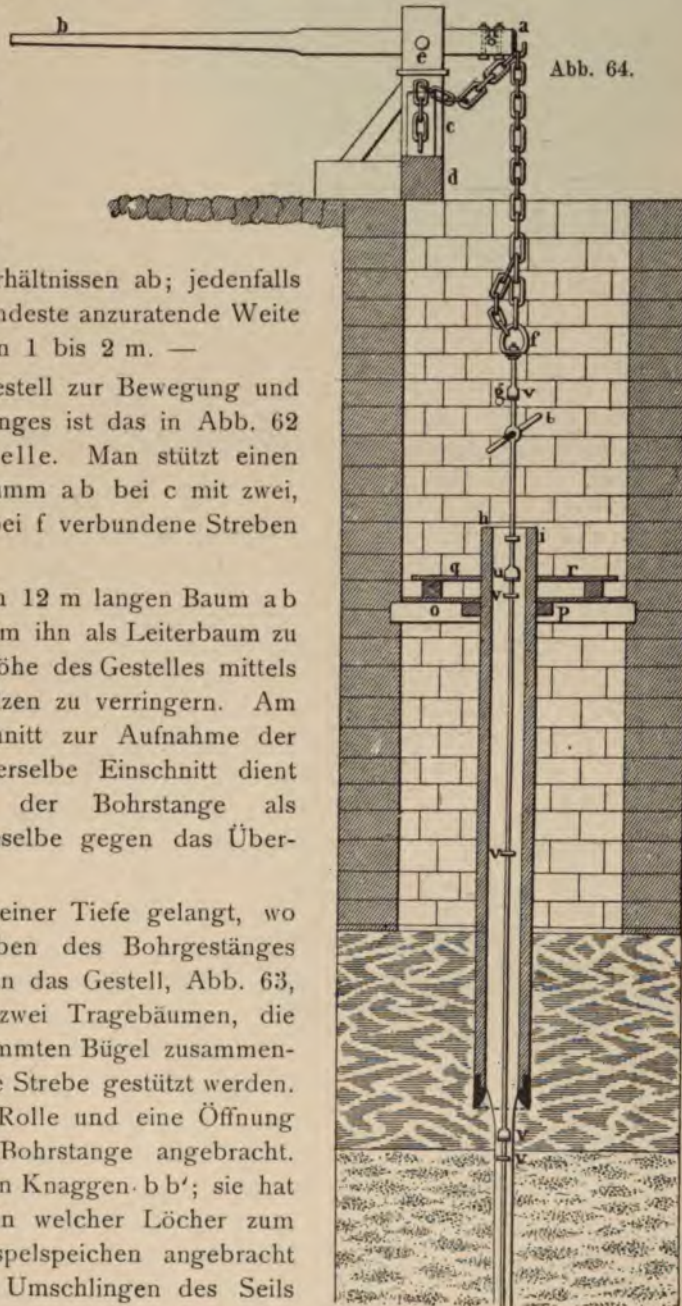 b
a
e
Abb. 64.
c
d
rhältnissen ab; jedenfalls
ndeste anzuratende Weite
n 1 bis 2 m. —
f
estell zur Bewegung und
g v
nges ist das in Abb. 62
t
elle. Man stützt einen
mm a b bei c mit zwei,
bei f verbundene Streben
h i
q u r
n 12 m langen Baum a b
v
m ihn als Leiterbaum zu
o p
öhe des Gestelles mittels
zen zu verringern. Am
nitt zur Aufnahme der
erselbe Einschnitt dient
der Bohrstange als
selbe gegen das Über-
v
einer Tiefe gelangt, wo
ben des Bohrgestänges
n das Gestell, Abb. 63,
zwei Tragebäumen, die
mmten Bügel zusammen-
e Strebe gestützt werden.
Rolle und eine Öffnung
Bohrstange angebracht.
v
n Knaggen b b′; sie hat
v
n welcher Löcher zum
spelspeichen angebracht
Umschlingen des Seils